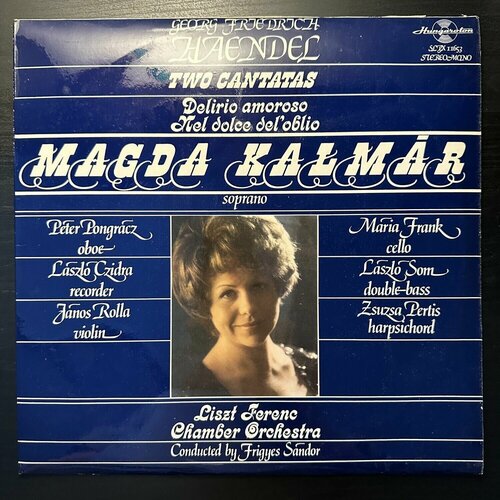 GEORG FRIEDRICH
HAENDEL
Hungaroton
SLPX 11653
STEREO-MONO
TWO CANTATAS
Delirio amoroso
Nel dolce del'oblio
MAGDA KALMÁR
soprano
Péter Pongrácz
oboe
László Czidra
recorder
János Rolla
violin
Mária Frank
cello
László Som
double-bass
Zsuzsa Pertis
harpsichord
Liszt Ferenc
Chamber Orchestra
Conducted by Frigyes Sándor